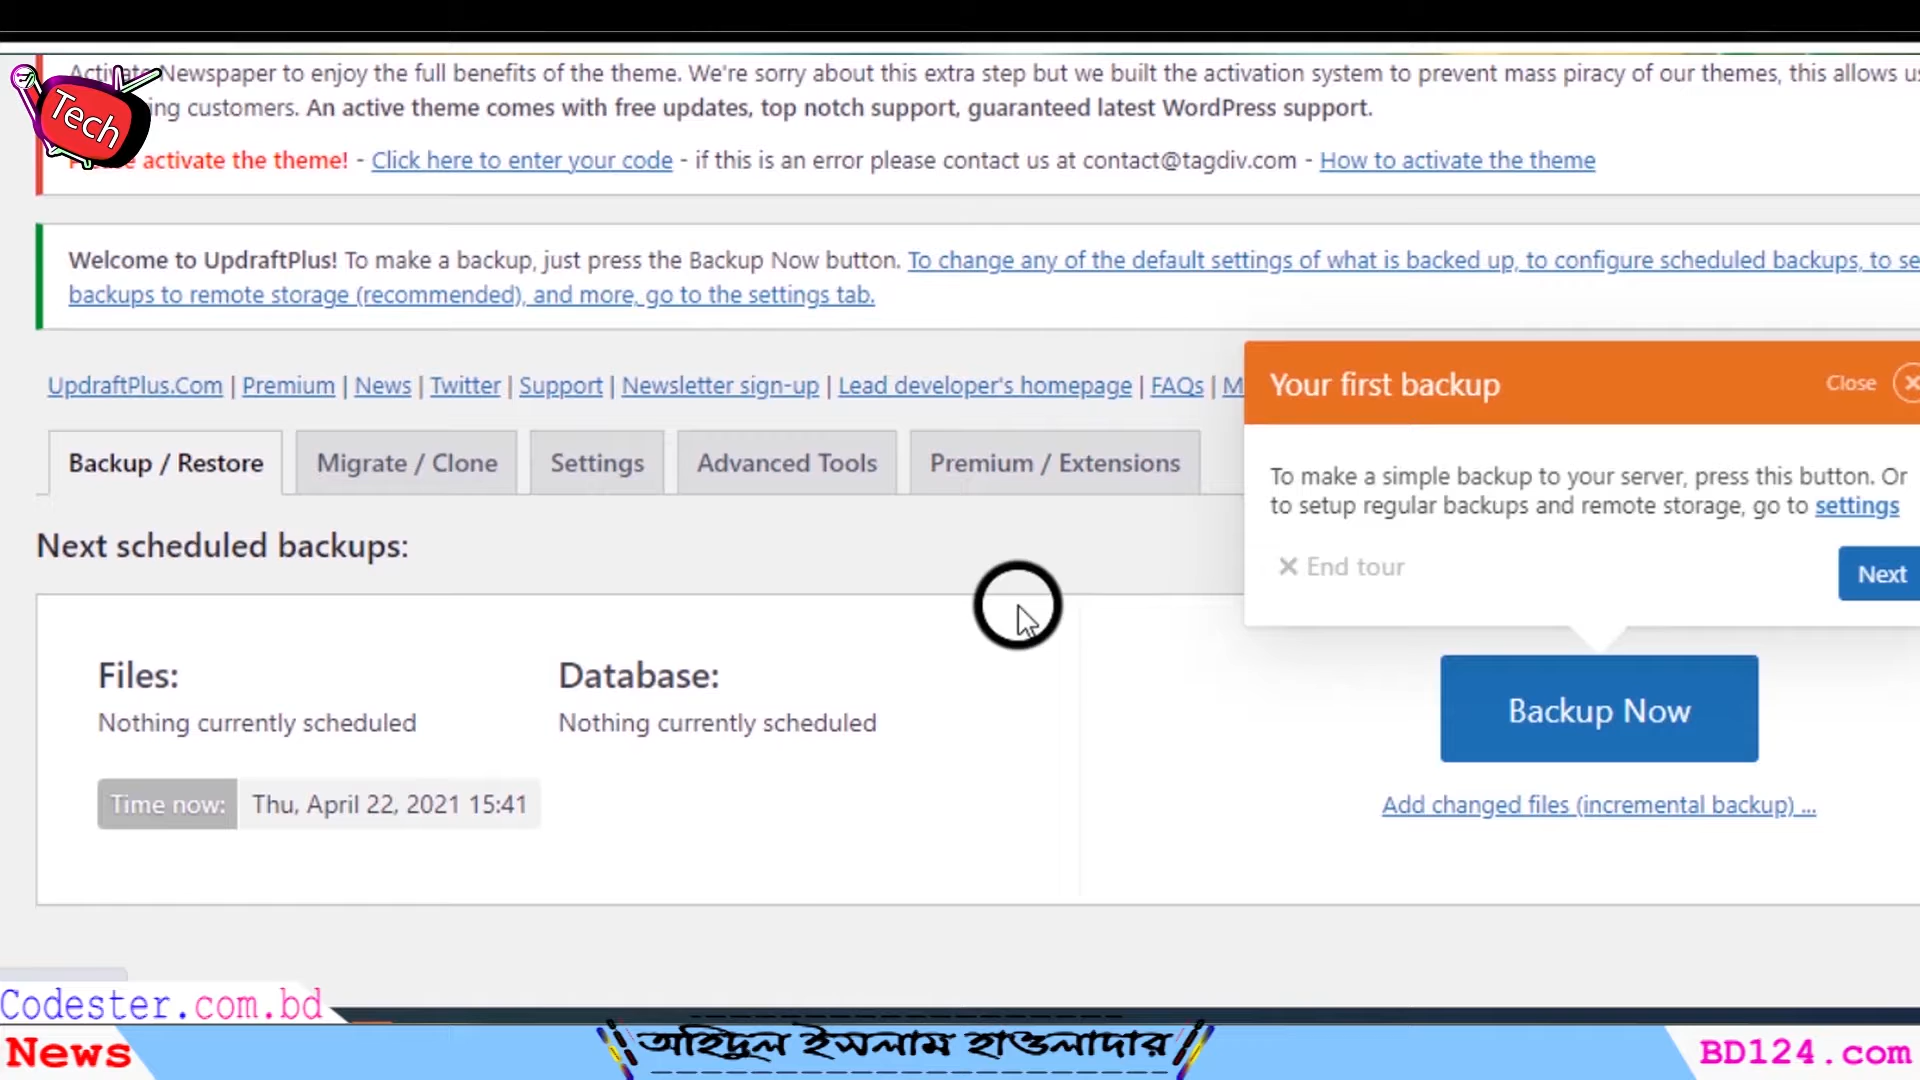 Activate Newspaper to enjoy the full benefits of the theme. We're sorry about this extra step but we built the activation system to prevent mass piracy of our themes, this allows us
ing customers. An active theme comes with free updates, top notch support, guaranteed latest WordPress support.
Tech
activate the theme! - Click here to enter your code - if this is an error please contact us at contact@tagdiv.com - How to activate the theme
Welcome to UpdraftPlus! To make a backup, just press the Backup Now button. To change any of the default settings of what is backed up, to configure scheduled backups, to se
backups to remote storage (recommended), and more, go to the settings tab.
UpdraftPlus.Com | Premium | News | Twitter | Support | Newsletter sign-up | Lead developer's homepage | FAQs | M
Your first backup
Close
To make a simple backup to your server, press this button. Or
to setup regular backups and remote storage, go to settings
End tour
Next
Backup / Restore
Migrate / Clone
Settings
Advanced Tools
Premium / Extensions
Next scheduled backups:
Files:
Nothing currently scheduled
Database:
Nothing currently scheduled
Time now: Thu, April 22, 2021 15:41
Backup Now
Add changed files (incremental backup) ...
Codester.com.bd
News
অহিদুল ইসলাম হাওলাদার
BD124.com